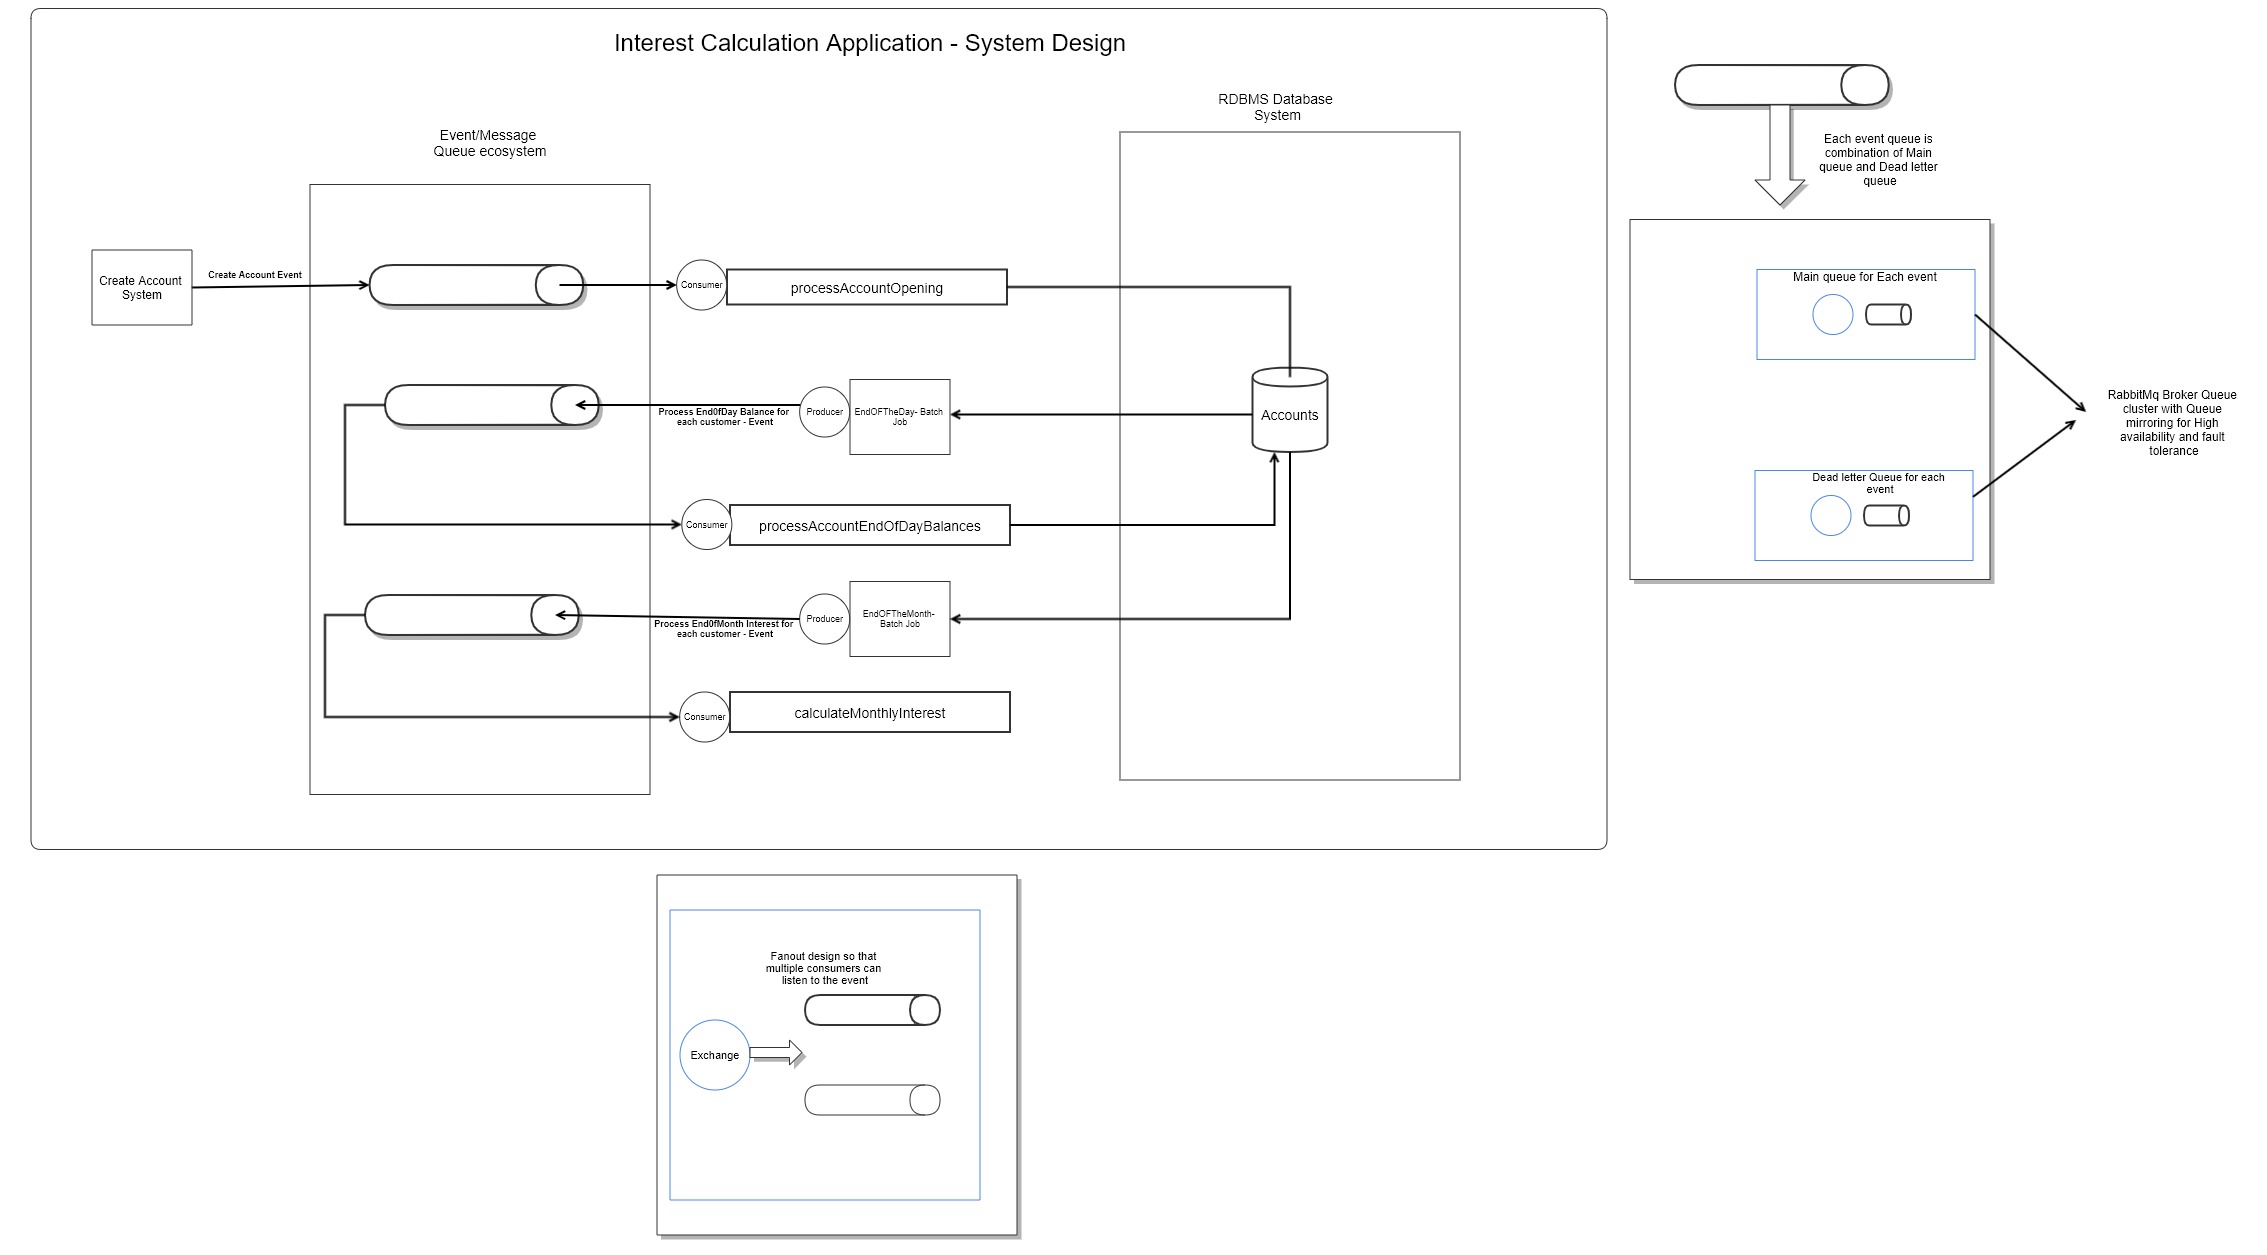 Interest Calculation Application - System Design
RDBMS Database
System
Event/Message
Queue ecosystem
Create Account
System
Create Account Event
Consumer
processAccountOpening
Process End0fDay Balance for
each customer - Event
Producer
EndOFTheDay- Batch
Job
Accounts
Consumer
processAccountEndOfDayBalances
Process End0fMonth Interest for
each customer - Event
Producer
EndOFTheMonth-
Batch Job
Consumer
calculateMonthlyInterest
Each event queue is
combination of Main
queue and Dead letter
queue
Main queue for Each event
Dead letter Queue for each
event
RabbitMq Broker Queue
cluster with Queue
mirroring for High
availability and fault
tolerance
Fanout design so that
multiple consumers can
listen to the event
Exchange